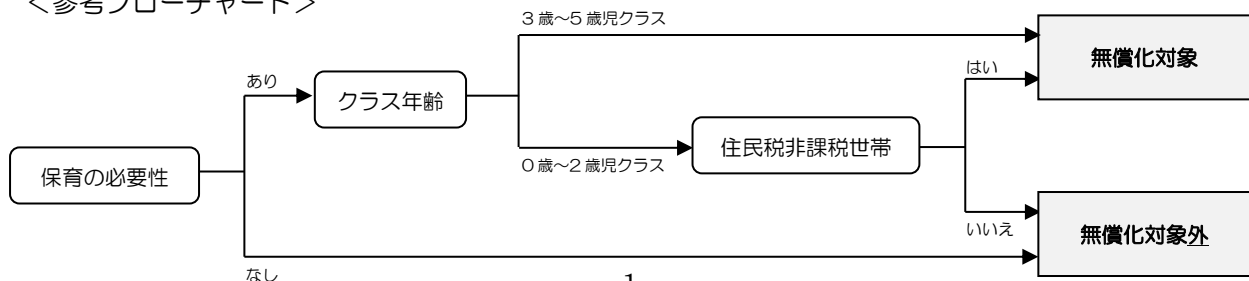 ＜参考フローチャート＞
３歳～５歳児クラス
無償化対象
はい
あり
クラス年齢
０歳～２歳児クラス
住民税非課税世帯
保育の必要性
いいえ
無償化対象外
なし
1